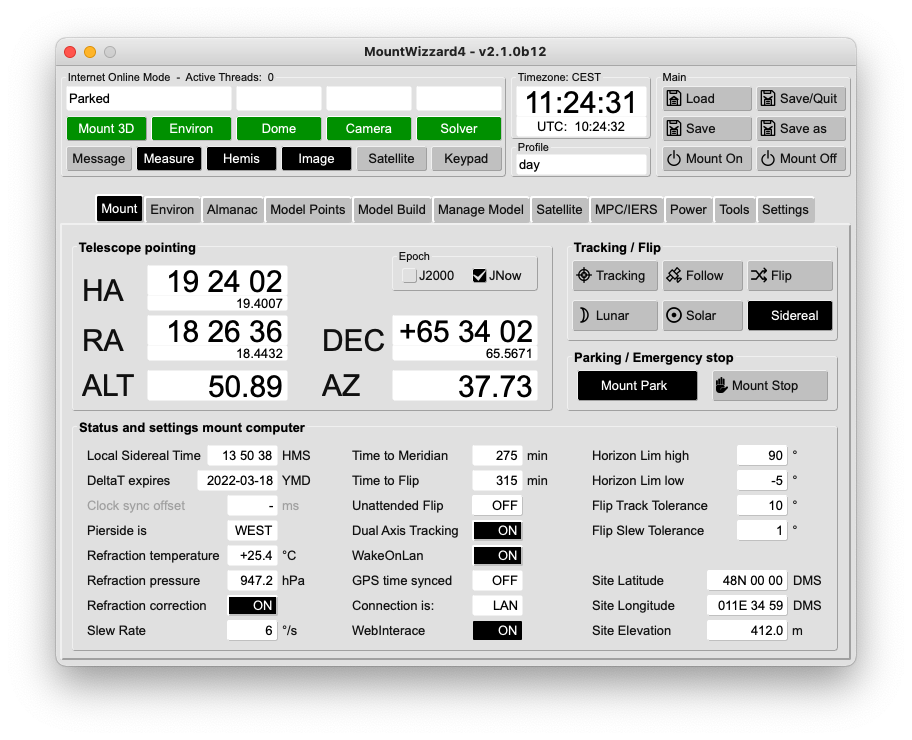 MountWizzard4 - v2.1.0b12
Internet Online Mode - Active Threads: 0
Parked
Mount 3D Environ Dome Camera Solver
Message Measure Hemis Image Satellite Keypad
Timezone: CEST
11:24:31
UTC: 10:24:32
Profile
day
Main
Load Save/Quit
Save Save as
Mount On Mount Off
Mount Environ Almanac Model Points Model Build Manage Model Satellite MPC/IERS Power Tools Settings
Telescope pointing
Epoch
J2000 JNow
HA 19 24 02
19.4007
RA 18 26 36
18.4432
DEC +65 34 02
65.5671
ALT 50.89
AZ 37.73
Tracking / Flip
Tracking Follow Flip
Lunar Solar Sidereal
Parking / Emergency stop
Mount Park Mount Stop
Status and settings mount computer
Local Sidereal Time 13 50 38 HMS
DeltaT expires 2022-03-18 YMD
Clock sync offset - ms
Pierside is WEST
Refraction temperature +25.4 °C
Refraction pressure 947.2 hPa
Refraction correction ON
Slew Rate 6 °/s
Time to Meridian 275 min
Time to Flip 315 min
Unattended Flip OFF
Dual Axis Tracking ON
WakeOnLan ON
GPS time synced OFF
Connection is: LAN
WebInterace ON
Horizon Lim high 90 °
Horizon Lim low -5 °
Flip Track Tolerance 10 °
Flip Slew Tolerance 1 °
Site Latitude 48N 00 00 DMS
Site Longitude 011E 34 59 DMS
Site Elevation 412.0 m